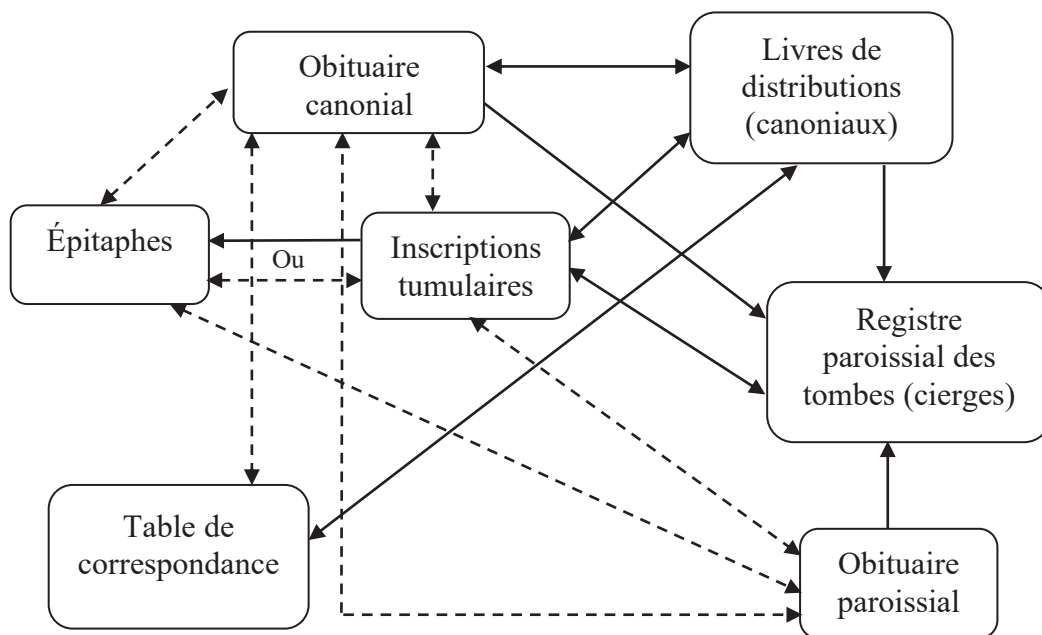 Obituaire
canonial
Livres de
distributions
(canoniaux)
Épitaphes
Ou
Inscriptions
tumulaires
Registre
paroissial des
tombes (cierges)
Table de
correspondance
Obituaire
paroissial